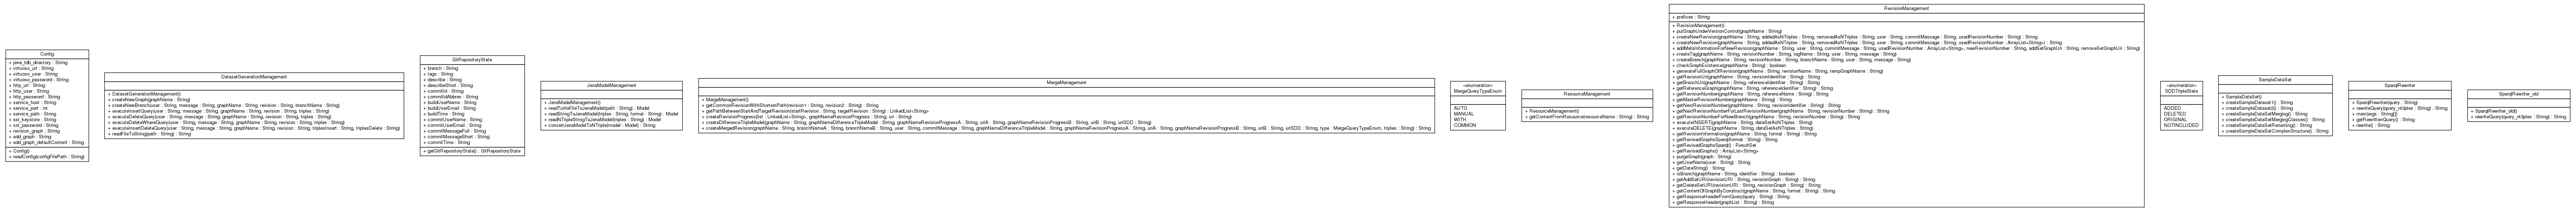 Config
+ jena_tdb_directory : String
+ virtuoso_url : String
+ virtuoso_user : String
+ virtuoso_password : String
+ http_url : String
+ http_user : String
+ http_password : String
+ service_host : String
+ service_port : int
+ service_path : String
+ ssl_keystore : String
+ ssl_password : String
+ revision_graph : String
+ sdd_graph : String
+ sdd_graph_defaultContent : String
+ Config()
+ readConfig(configFilePath : String)
DatasetGenerationManagement
+ DatasetGenerationManagement()
+ createNewGraph(graphName : String)
+ createNewBranch(user : String, message : String, graphName : String, revision : String, branchName : String)
+ executeInsertQuery(user : String, message : String, graphName : String, revision : String, triples : String)
+ executeDeleteQuery(user : String, message : String, graphName : String, revision : String, triples : String)
+ executeDeleteWhereQuery(user : String, message : String, graphName : String, revision : String, triples : String)
+ executeInsertDeleteQuery(user : String, message : String, graphName : String, revision : String, triplesInsert : String, triplesDelete : String)
+ readFileToString(path : String) : String
GitRepositoryState
+ branch : String
+ tags : String
+ describe : String
+ describeShort : String
+ commitId : String
+ commitIdAbbrev : String
+ buildUserName : String
+ buildUserEmail : String
+ buildTime : String
+ commitUserName : String
+ commitUserEmail : String
+ commitMessageFull : String
+ commitMessageShort : String
+ commitTime : String
+ getGitRepositoryState() : GitRepositoryState
JenaModelManagement
+ JenaModelManagement()
+ readTurtleFileToJenaModel(path : String) : Model
+ readStringToJenaModel(triples : String, format : String) : Model
+ readNTripleStringToJenaModel(triples : String) : Model
+ convertJenaModelToNTriple(model : Model) : String
MergeManagement
+ MergeManagement()
+ getCommonRevisionWithShortestPath(revision1 : String, revision2 : String) : String
+ getPathBetweenStartAndTargetRevision(startRevision : String, targetRevision : String) : LinkedList<String>
+ createRevisionProgress(list : LinkedList<String>, graphNameRevisionProgress : String, uri : String)
+ createDifferenceTripleModel(graphName : String, graphNameDifferenceTripleModel : String, graphNameRevisionProgressA : String, uriA : String, graphNameRevisionProgressB : String, uriB : String, uriSDD : String)
+ createMergedRevision(graphName : String, branchNameA : String, branchNameB : String, user : String, commitMessage : String, graphNameDifferenceTripleModel : String, graphNameRevisionProgressA : String, uriA : String, graphNameRevisionProgressB : String, uriB : String, uriSDD : String, type : MergeQueryTypeEnum, triples : String) : String
«enumeration»
MergeQueryTypeEnum
AUTO
MANUAL
WITH
COMMON
ResourceManagement
+ ResourceManagement()
+ getContentFromResource(resourceName : String) : String
RevisionManagement
+ prefixes : String
+ RevisionManagement()
+ putGraphUnderVersionControl(graphName : String)
+ createNewRevision(graphName : String, addedAsNTriples : String, removedAsNTriples : String, user : String, commitMessage : String, usedRevisionNumber : String) : String
+ createNewRevision(graphName : String, addedAsNTriples : String, removedAsNTriples : String, user : String, commitMessage : String, usedRevisionNumber : ArrayList<String>) : String
+ addMetaInformationForNewRevision(graphName : String, user : String, commitMessage : String, usedRevisionNumber : ArrayList<String>, newRevisionNumber : String, addSetGraphUri : String, removeSetGraphUri : String)
+ createTag(graphName : String, revisionNumber : String, tagName : String, user : String, message : String)
+ createBranch(graphName : String, revisionNumber : String, branchName : String, user : String, message : String)
+ checkGraphExistence(graphName : String) : boolean
+ generateFullGraphOfRevision(graphName : String, revisionName : String, tempGraphName : String)
+ getRevisionUri(graphName : String, revisionIdentifier : String) : String
+ getBranchUri(graphName : String, referenceIdentifier : String) : String
+ getReferenceGraph(graphName : String, referenceIdentifier : String) : String
+ getRevisionNumber(graphName : String, referenceName : String) : String
+ getMasterRevisionNumber(graphName : String) : String
+ getNextRevisionNumber(graphName : String, revisionIdentifier : String) : String
+ getNextRevisionNumberForLastRevisionNumber(graphName : String, revisionNumber : String) : String
+ getRevisionNumberForNewBranch(graphName : String, revisionNumber : String) : String
+ executeINSERT(graphName : String, dataSetAsNTriples : String)
+ executeDELETE(graphName : String, dataSetAsNTriples : String)
+ getRevisionInformation(graphName : String, format : String) : String
+ getRevisedGraphsSparql(format : String) : String
+ getRevisedGraphsSparql() : ResultSet
+ getRevisedGraphs() : ArrayList<String>
+ purgeGraph(graph : String)
+ getUserName(user : String) : String
+ getDateString() : String
+ isBranch(graphName : String, identifier : String) : boolean
+ getAddSetURI(revisionURI : String, revisionGraph : String) : String
+ getDeleteSetURI(revisionURI : String, revisionGraph : String) : String
+ getContentOfGraphByConstruct(graphName : String, format : String) : String
+ getResponseHeaderFromQuery(query : String) : String
+ getResponseHeader(graphList : String) : String
«enumeration»
SDDTripleState
ADDED
DELETED
ORIGINAL
NOTINCLUDED
SampleDataSet
+ SampleDataSet()
+ createSampleDataset1() : String
+ createSampleDataset2() : String
+ createSampleDataSetMerging() : String
+ createSampleDataSetMergingClasses() : String
+ createSampleDataSetRenaming() : String
+ createSampleDataSetComplexStructure() : String
SparqlRewriter
+ SparqlRewriter(query : String)
+ rewriteQuery(query_r43ples : String) : String
+ main(args : String[])
+ getRewrittenQuery() : String
+ rewrite() : String
SparqlRewriter_old
+ SparqlRewriter_old()
+ rewriteQuery(query_r43ples : String) : String